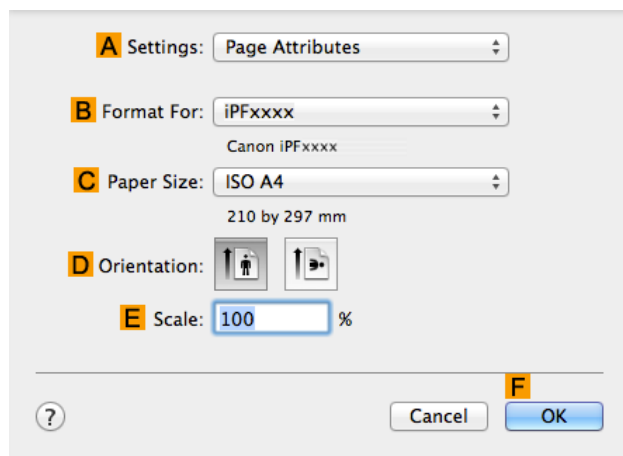 A Settings: Page Attributes
B Format For: iPFxxxx
Canon iPFxxxx
C Paper Size: ISO A4
210 by 297 mm
D Orientation:
E Scale: 100 %
F
? Cancel OK